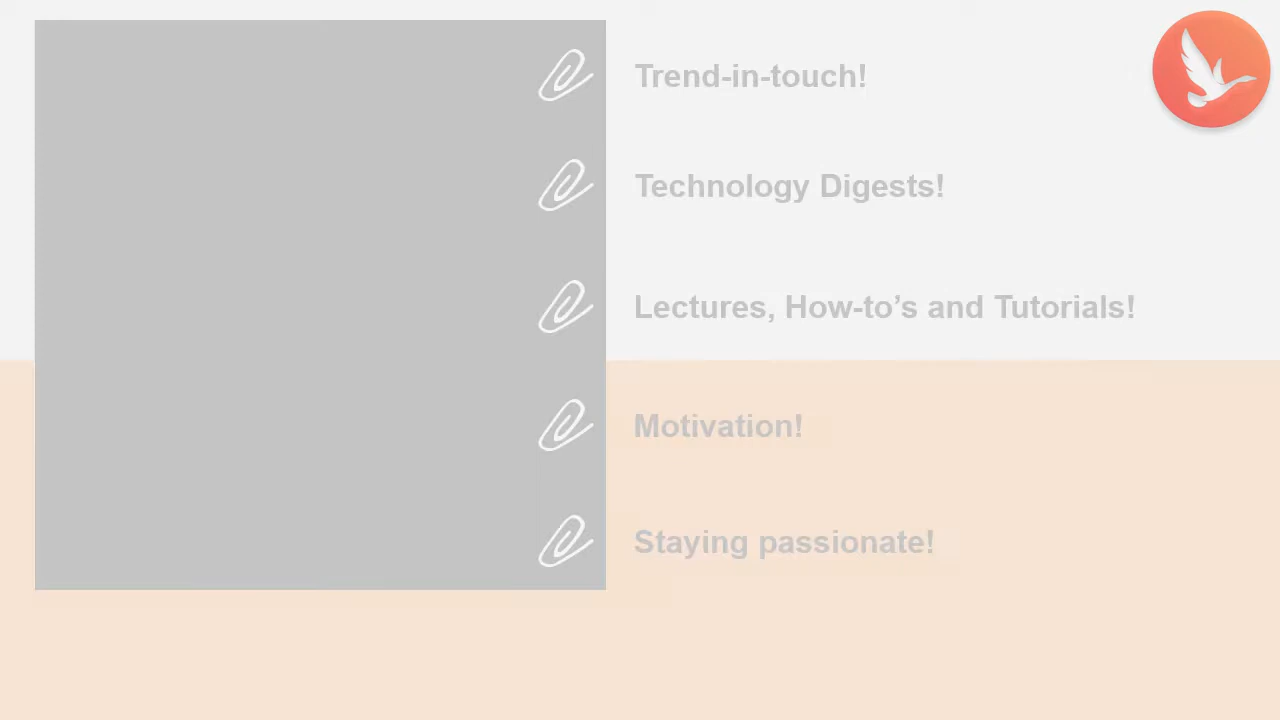 Trend-in-touch!
Technology Digests!
Lectures, How-to’s and Tutorials!
Motivation!
Staying passionate!